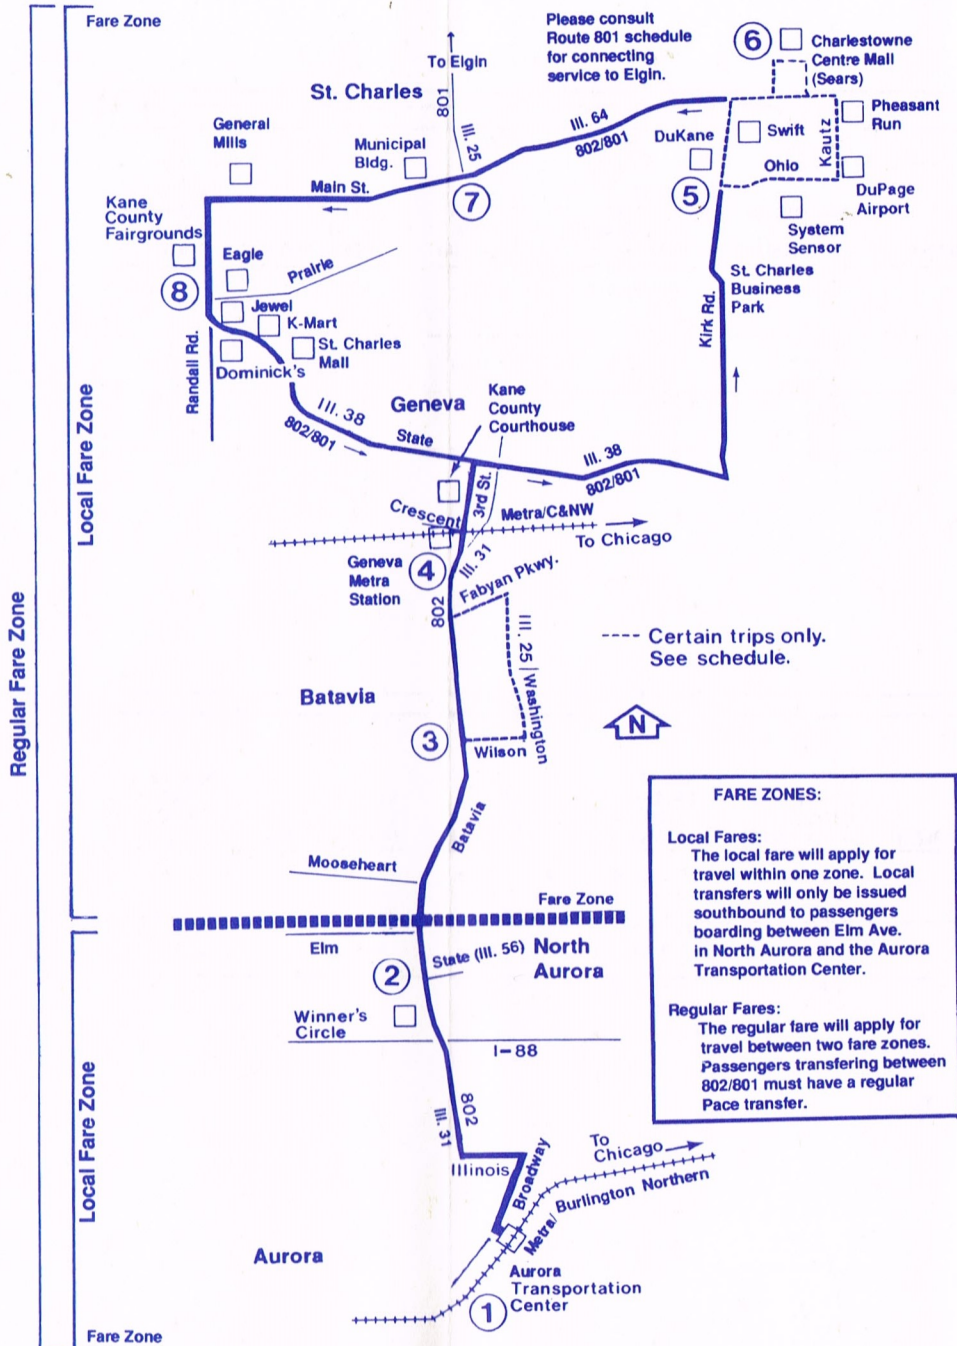 Fare Zone
Please consult
Route 801 schedule
for connecting
service to Elgin.
6
Charlestowne
Centre Mall
(Sears)
To Elgin
801
Ill. 25
St. Charles
General
Mills
Municipal
Bldg.
Ill. 64
802/801
DuKane
Swift
Ohio
Kautz
Pheasant
Run
DuPage
Airport
System
Sensor
5
7
Main St.
Kane
County
Fairgrounds
8
Eagle
Prairie
Jewel
K-Mart
St. Charles
Mall
Dominick's
Randall Rd.
St. Charles
Business
Park
Kirk Rd.
Geneva
Kane
County
Courthouse
Ill. 38
802/801
State
Ill. 38
802/801
3rd St.
Crescent
Metra/C&NW
To Chicago
Geneva
Metra
Station
4
Ill. 31
802
Fabyan Pkwy.
Ill. 25 / Washington
---- Certain trips only.
See schedule.
N
Batavia
3
Wilson
Batavia
Mooseheart
Fare Zone
Elm
State (Ill. 56)
North
Aurora
2
Winner's
Circle
I-88
802
Ill. 31
Illinois
Broadway
To
Chicago
Metra/ Burlington Northern
Aurora
Aurora
Transportation
Center
1
Fare Zone
Regular Fare Zone
Local Fare Zone
Local Fare Zone
FARE ZONES:
Local Fares:
The local fare will apply for
travel within one zone. Local
transfers will only be issued
southbound to passengers
boarding between Elm Ave.
in North Aurora and the Aurora
Transportation Center.
Regular Fares:
The regular fare will apply for
travel between two fare zones.
Passengers transfering between
802/801 must have a regular
Pace transfer.